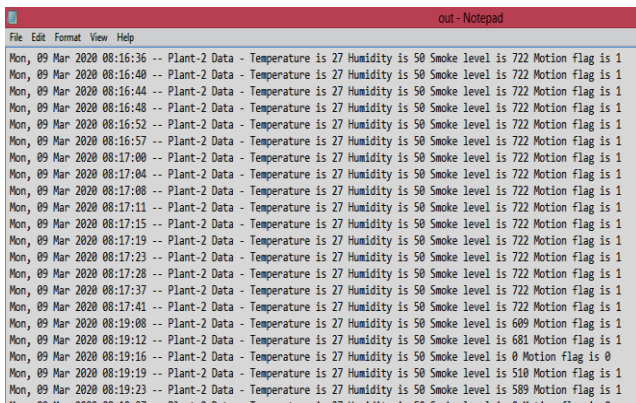 out - Notepad
File Edit Format View Help
Mon, 09 Mar 2020 08:16:36 -- Plant-2 Data - Temperature is 27 Humidity is 50 Smoke level is 722 Motion flag is 1
Mon, 09 Mar 2020 08:16:40 -- Plant-2 Data - Temperature is 27 Humidity is 50 Smoke level is 722 Motion flag is 1
Mon, 09 Mar 2020 08:16:44 -- Plant-2 Data - Temperature is 27 Humidity is 50 Smoke level is 722 Motion flag is 1
Mon, 09 Mar 2020 08:16:48 -- Plant-2 Data - Temperature is 27 Humidity is 50 Smoke level is 722 Motion flag is 1
Mon, 09 Mar 2020 08:16:52 -- Plant-2 Data - Temperature is 27 Humidity is 50 Smoke level is 722 Motion flag is 1
Mon, 09 Mar 2020 08:16:57 -- Plant-2 Data - Temperature is 27 Humidity is 50 Smoke level is 722 Motion flag is 1
Mon, 09 Mar 2020 08:17:00 -- Plant-2 Data - Temperature is 27 Humidity is 50 Smoke level is 722 Motion flag is 1
Mon, 09 Mar 2020 08:17:04 -- Plant-2 Data - Temperature is 27 Humidity is 50 Smoke level is 722 Motion flag is 1
Mon, 09 Mar 2020 08:17:08 -- Plant-2 Data - Temperature is 27 Humidity is 50 Smoke level is 722 Motion flag is 1
Mon, 09 Mar 2020 08:17:11 -- Plant-2 Data - Temperature is 27 Humidity is 50 Smoke level is 722 Motion flag is 1
Mon, 09 Mar 2020 08:17:15 -- Plant-2 Data - Temperature is 27 Humidity is 50 Smoke level is 722 Motion flag is 1
Mon, 09 Mar 2020 08:17:19 -- Plant-2 Data - Temperature is 27 Humidity is 50 Smoke level is 722 Motion flag is 1
Mon, 09 Mar 2020 08:17:23 -- Plant-2 Data - Temperature is 27 Humidity is 50 Smoke level is 722 Motion flag is 1
Mon, 09 Mar 2020 08:17:28 -- Plant-2 Data - Temperature is 27 Humidity is 50 Smoke level is 722 Motion flag is 1
Mon, 09 Mar 2020 08:17:37 -- Plant-2 Data - Temperature is 27 Humidity is 50 Smoke level is 722 Motion flag is 1
Mon, 09 Mar 2020 08:17:41 -- Plant-2 Data - Temperature is 27 Humidity is 50 Smoke level is 722 Motion flag is 1
Mon, 09 Mar 2020 08:19:08 -- Plant-2 Data - Temperature is 27 Humidity is 50 Smoke level is 609 Motion flag is 1
Mon, 09 Mar 2020 08:19:12 -- Plant-2 Data - Temperature is 27 Humidity is 50 Smoke level is 681 Motion flag is 1
Mon, 09 Mar 2020 08:19:16 -- Plant-2 Data - Temperature is 27 Humidity is 50 Smoke level is 0 Motion flag is 0
Mon, 09 Mar 2020 08:19:19 -- Plant-2 Data - Temperature is 27 Humidity is 50 Smoke level is 510 Motion flag is 1
Mon, 09 Mar 2020 08:19:23 -- Plant-2 Data - Temperature is 27 Humidity is 50 Smoke level is 589 Motion flag is 1